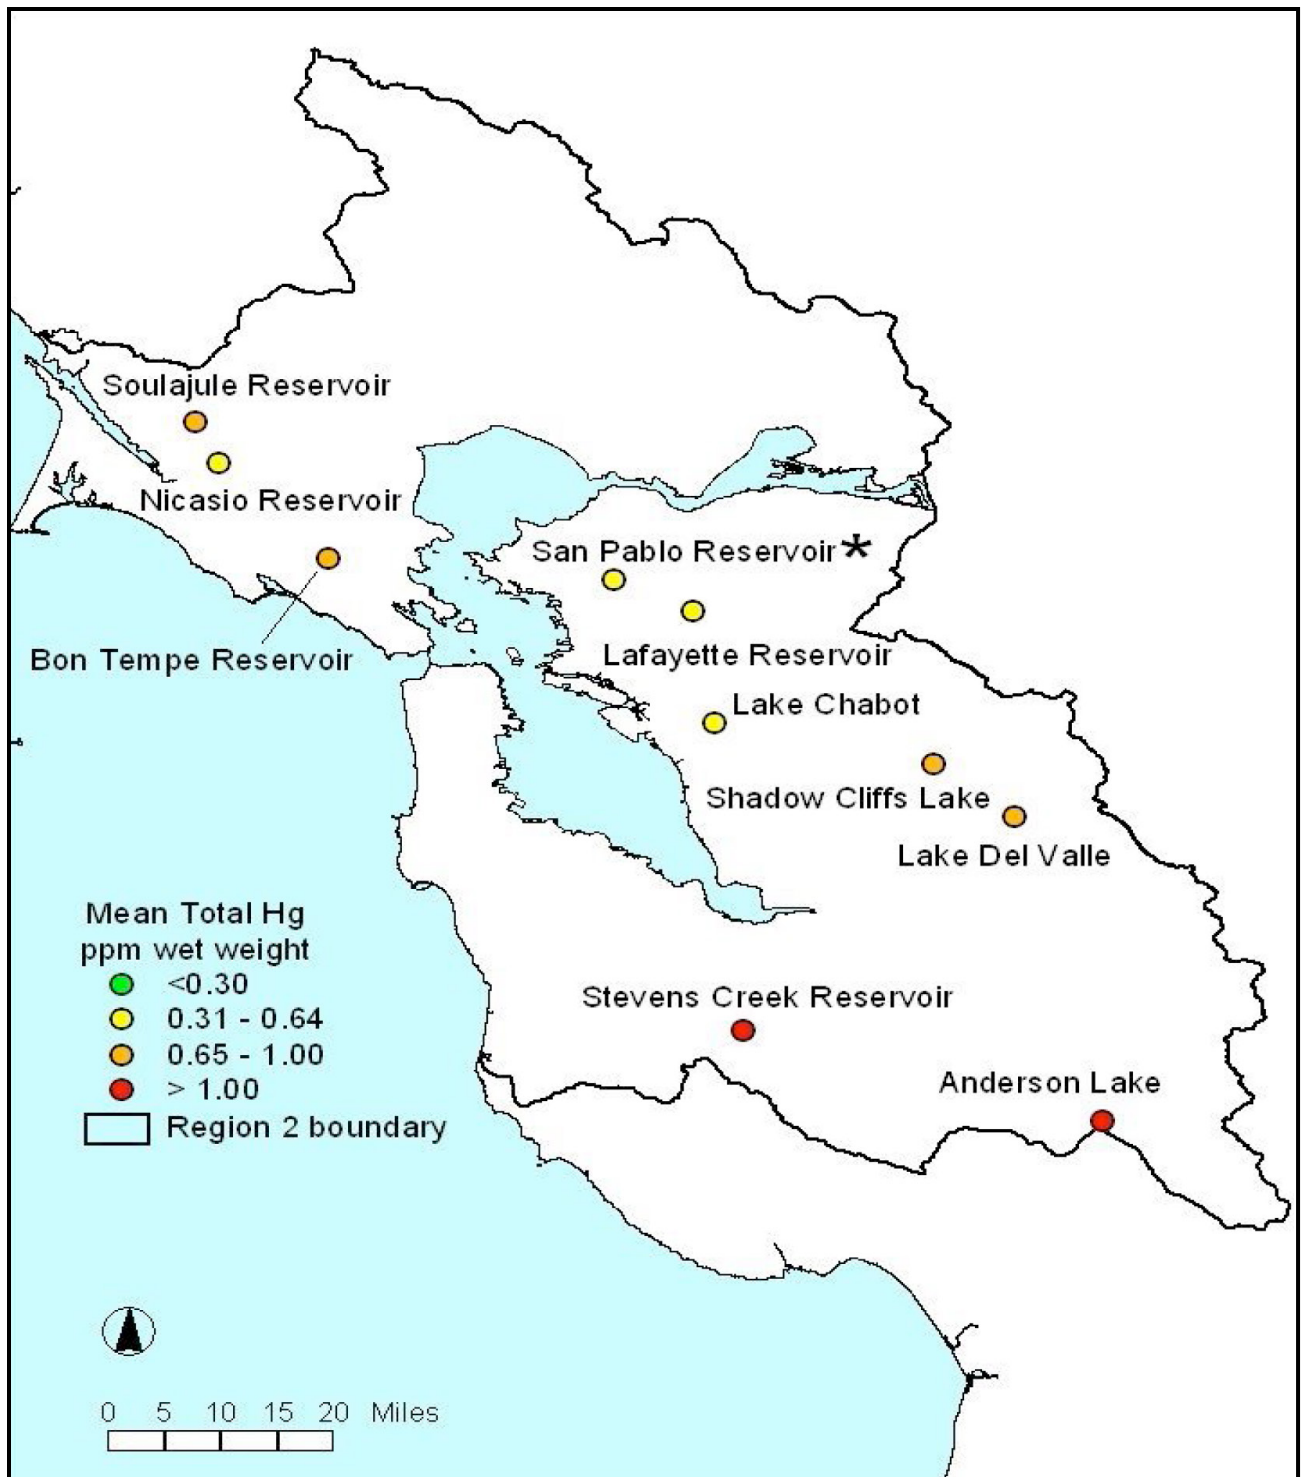 Soulajule Reservoir
Nicasio Reservoir
San Pablo Reservoir*
Lafayette Reservoir
Bon Tempe Reservoir
Lake Chabot
Shadow Cliffs Lake
Lake Del Valle
Mean Total Hg
ppm wet weight
<0.30
0.31 - 0.64
0.65 - 1.00
> 1.00
Region 2 boundary
Stevens Creek Reservoir
Anderson Lake
0 5 10 15 20 Miles